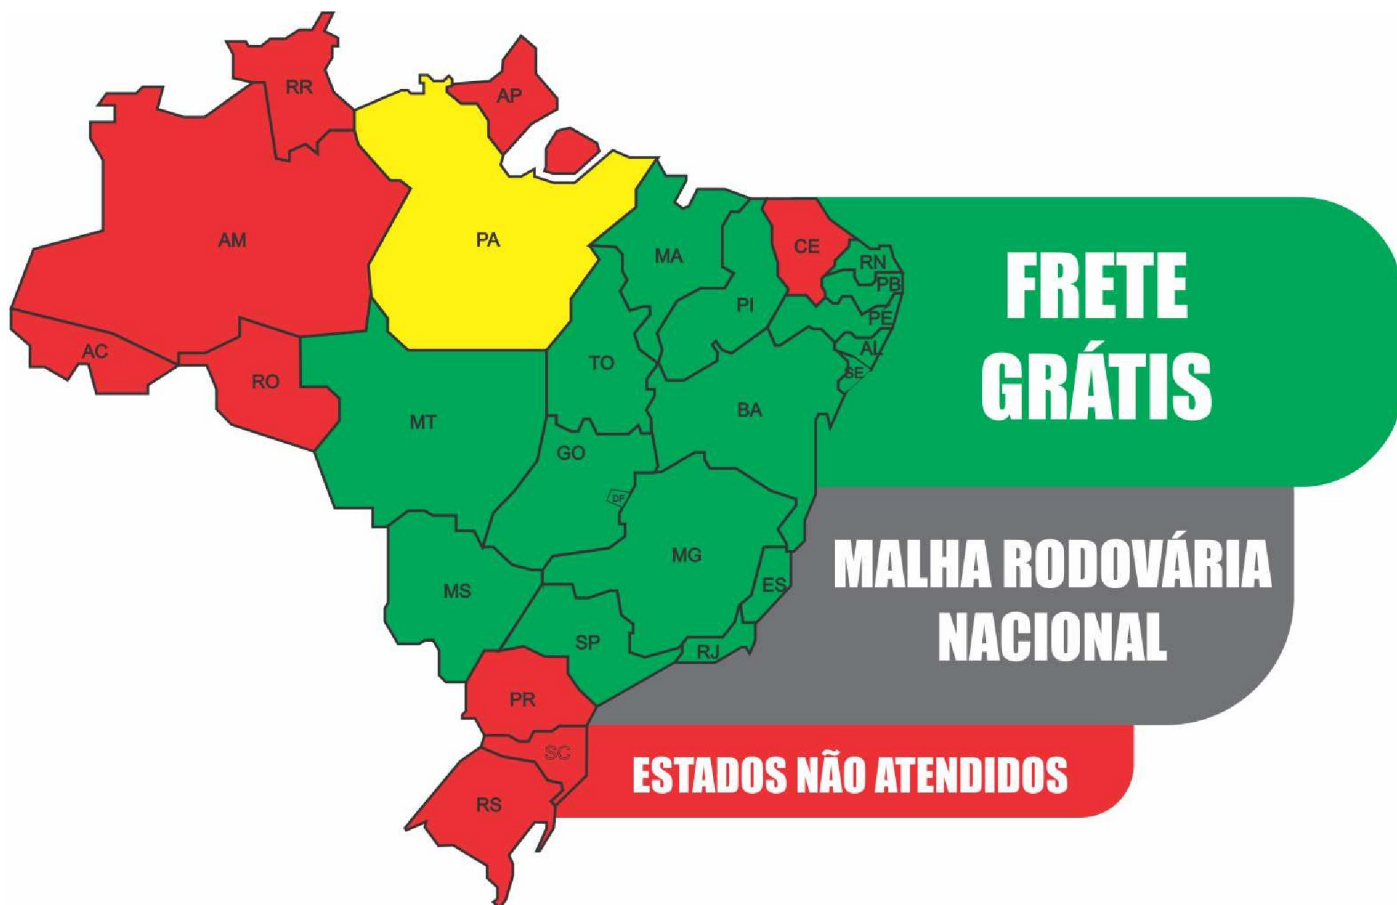 RR
AP
AM
PA
MA
CE
RN
PB
PI
PE
AL
SE
AC
RO
TO
MT
BA
GO
DF
MG
MS
ES
SP
RJ
PR
SC
RS
FRETE
GRÁTIS
MALHA RODOVÁRIA
NACIONAL
ESTADOS NÃO ATENDIDOS